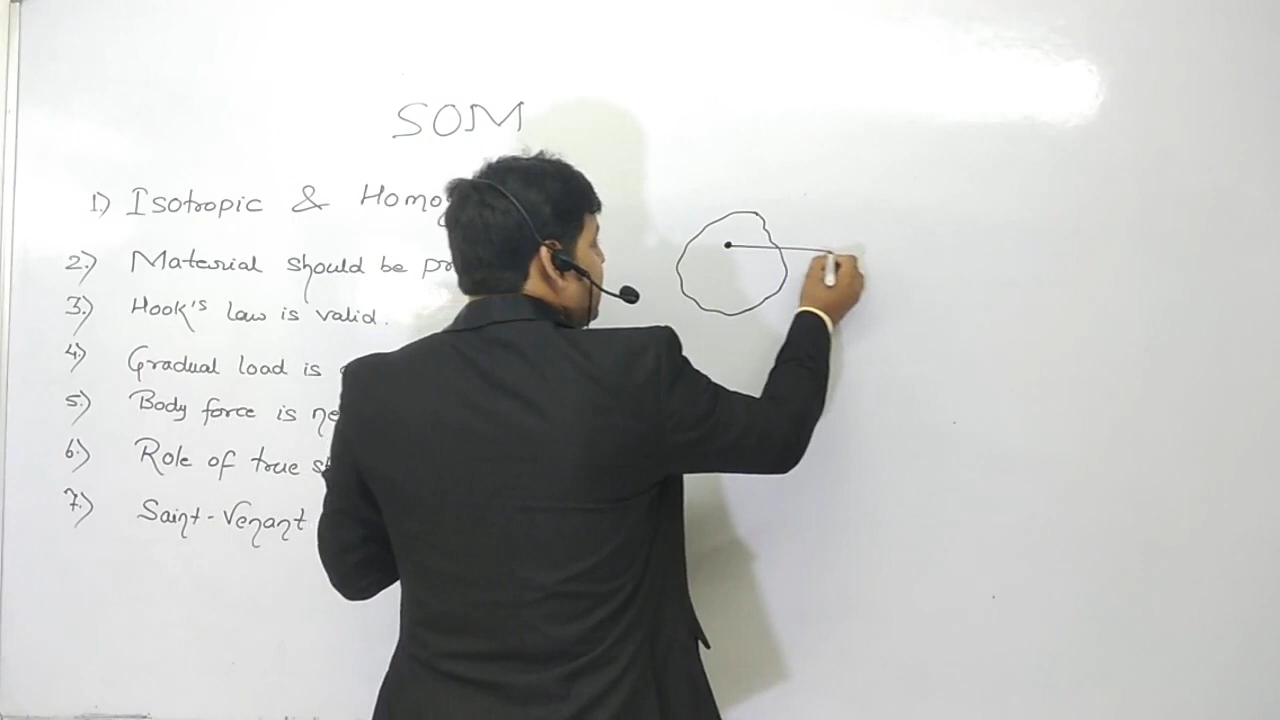 SOM
1) Isotropic & Homog
2.) Material should be pr
3.) Hook's law is valid.
4.) Gradual load is
5.) Body force is ne
6.) Role of true s
7.) Saint-Venant